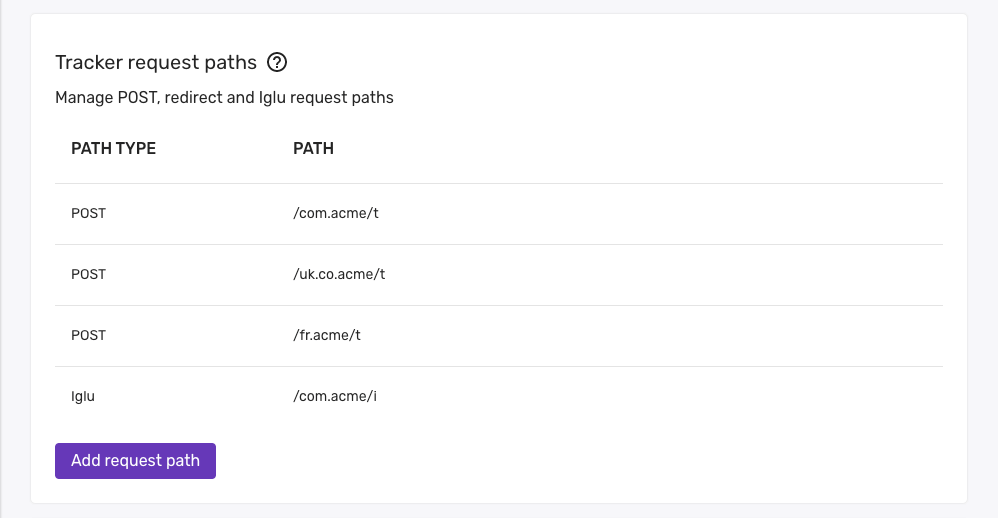 Tracker request paths
Manage POST, redirect and Iglu request paths
PATH TYPE PATH
POST /com.acme/t
POST /uk.co.acme/t
POST /fr.acme/t
Iglu /com.acme/i
Add request path